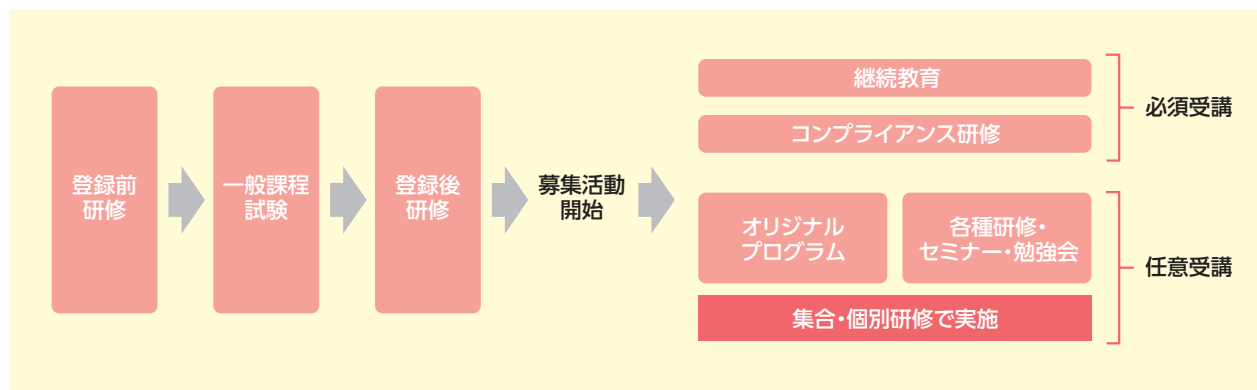 登録前
研修
一般課程
試験
登録後
研修
募集活動
開始
継続教育
コンプライアンス研修
必須受講
オリジナル
プログラム
各種研修・
セミナー・勉強会
集合・個別研修で実施
任意受講